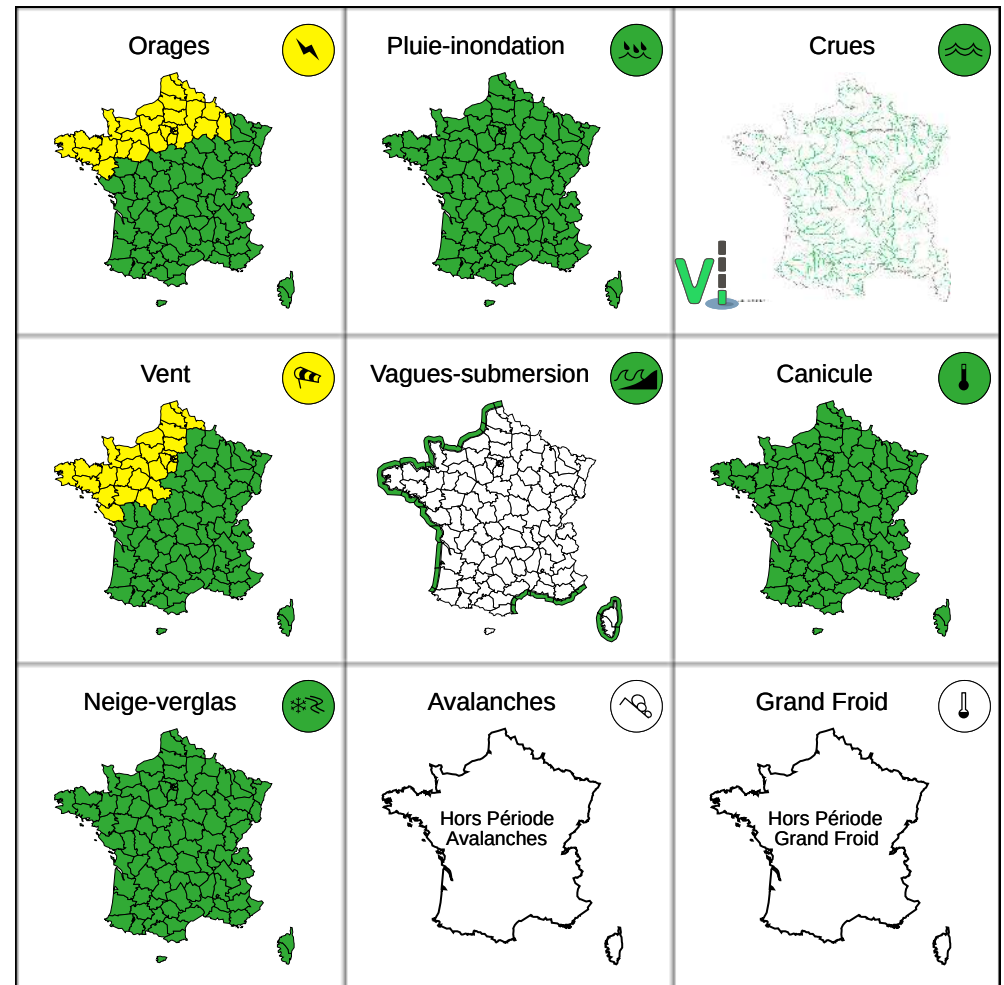 Orages
Pluie-inondation
Crues
Vi
Vent
Vagues-submersion
Canicule
Neige-verglas
Avalanches
Grand Froid
Hors Période
Avalanches
Hors Période
Grand Froid